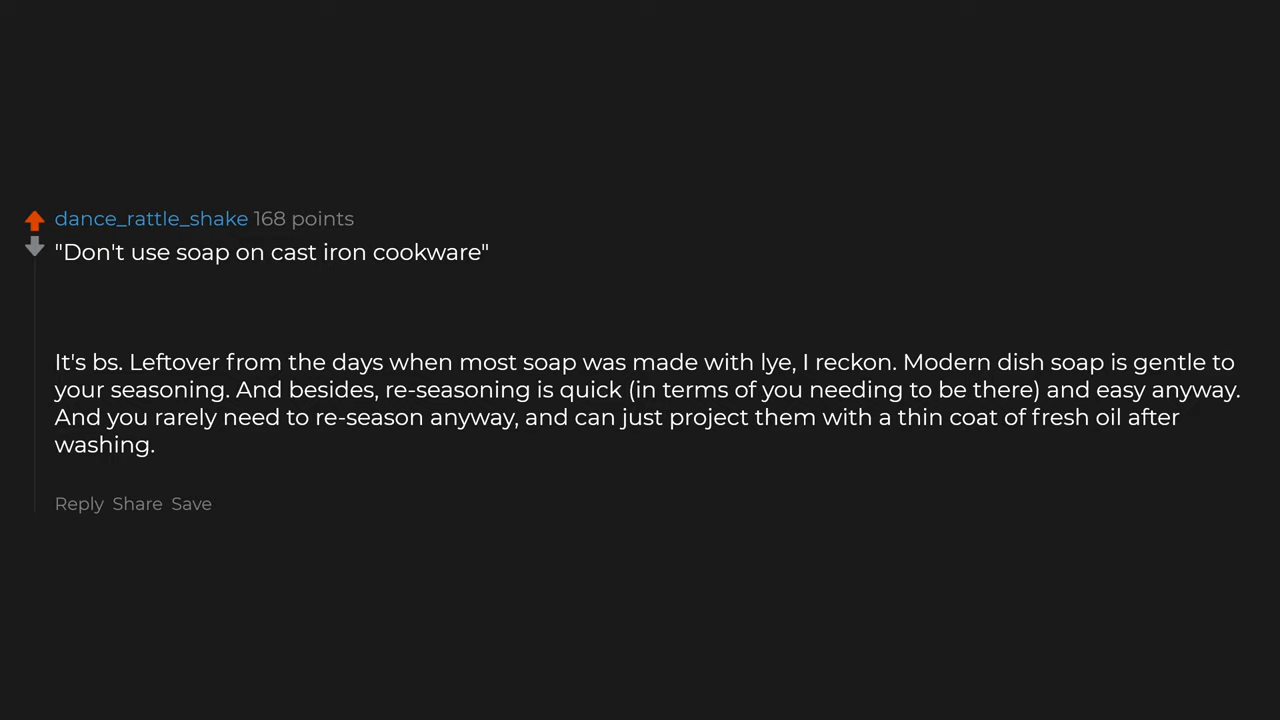 dance_rattle_shake 168 points
"Don't use soap on cast iron cookware"
It's bs. Leftover from the days when most soap was made with lye, I reckon. Modern dish soap is gentle to
your seasoning. And besides, re-seasoning is quick (in terms of you needing to be there) and easy anyway.
And you rarely need to re-season anyway, and can just project them with a thin coat of fresh oil after
washing.
Reply Share Save